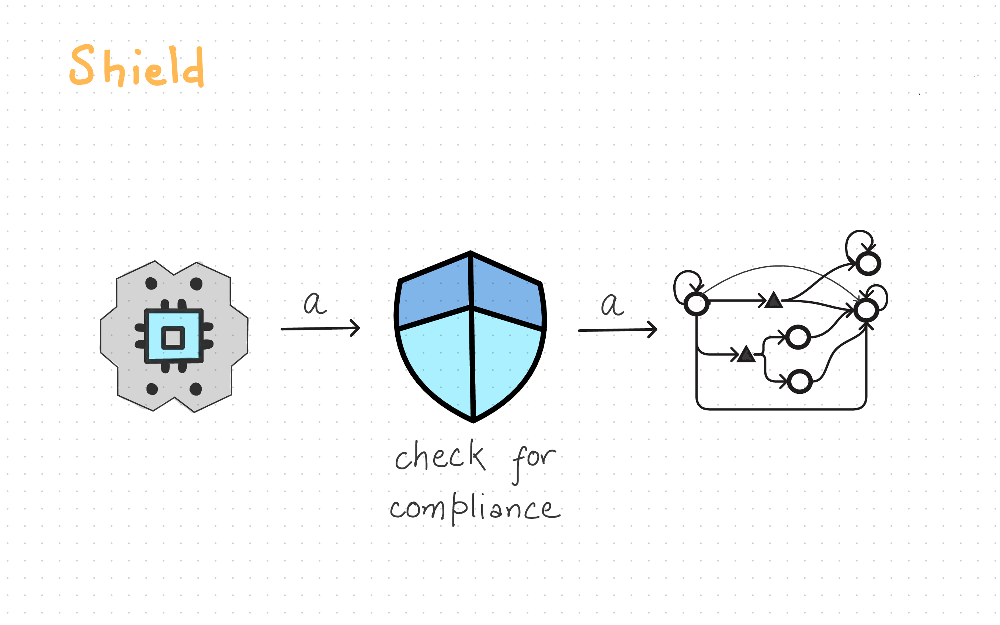 Shield
a
a
check for
compliance